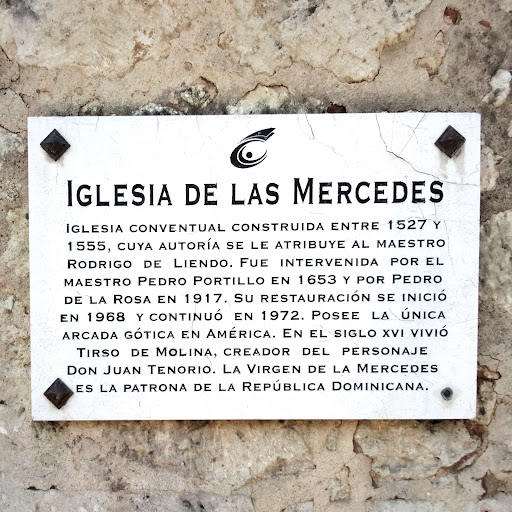 IGLESIA DE LAS MERCEDES
IGLESIA CONVENTUAL CONSTRUIDA ENTRE 1527 Y
1555, CUYA AUTORÍA SE LE ATRIBUYE AL MAESTRO
RODRIGO DE LIENDO. FUE INTERVENIDA POR EL
MAESTRO PEDRO PORTILLO EN 1653 Y POR PEDRO
DE LA ROSA EN 1917. SU RESTAURACIÓN SE INICIÓ
EN 1968 Y CONTINUÓ EN 1972. POSEE LA ÚNICA
ARCADA GÓTICA EN AMÉRICA. EN EL SIGLO XVI VIVIÓ
TIRSO DE MOLINA, CREADOR DEL PERSONAJE
DON JUAN TENORIO. LA VIRGEN DE LA MERCEDES
ES LA PATRONA DE LA REPÚBLICA DOMINICANA.